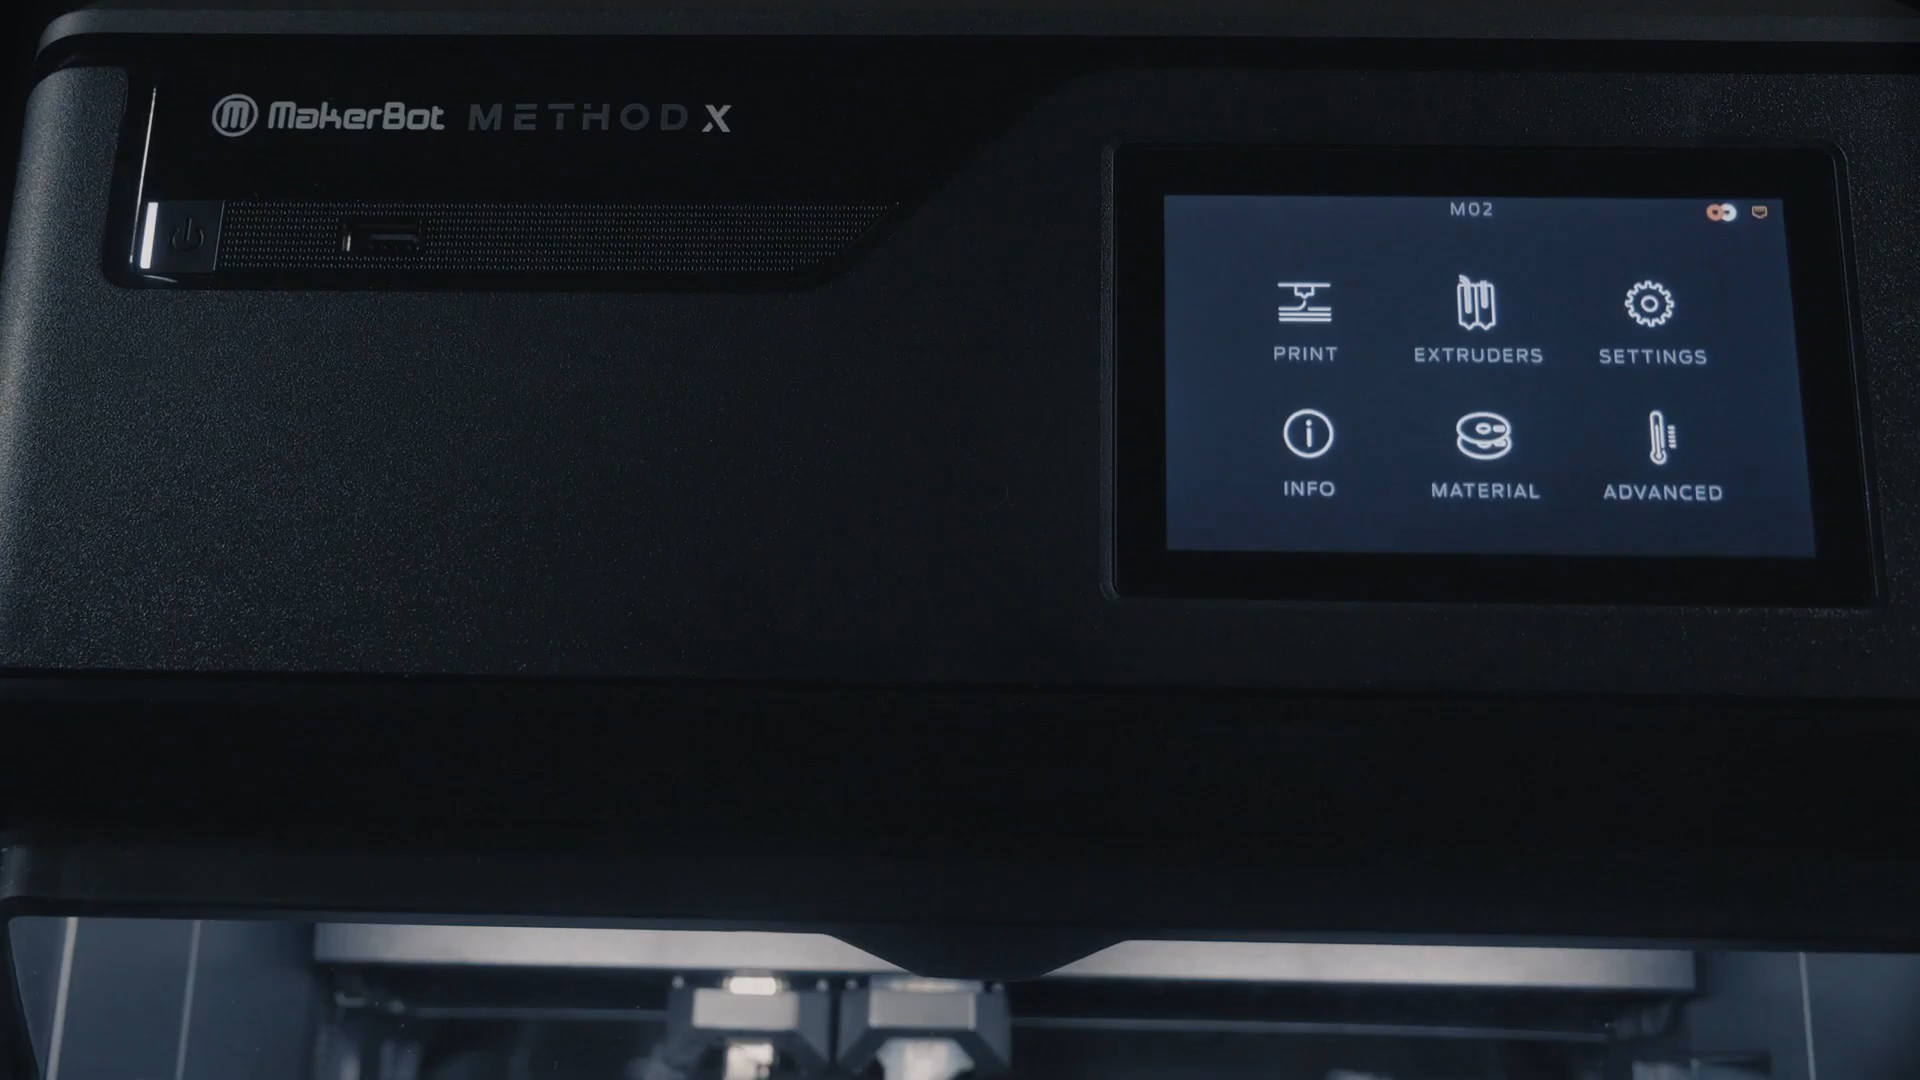 MakerBot METHOD X
M02
PRINT EXTRUDERS SETTINGS
INFO MATERIAL ADVANCED